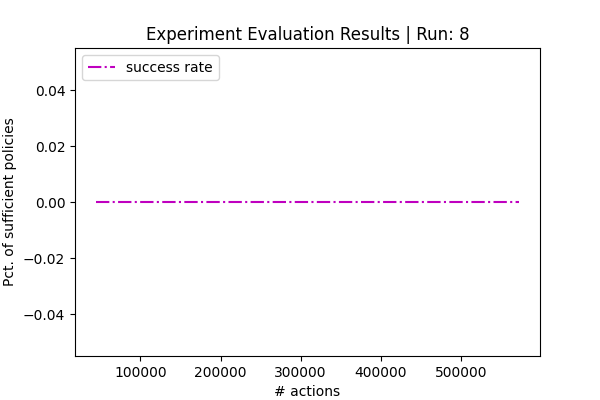 Experiment Evaluation Results | Run: 8
success rate
Pct. of sufficient policies
0.04
0.02
0.00
−0.02
−0.04
100000 200000 300000 400000 500000
# actions